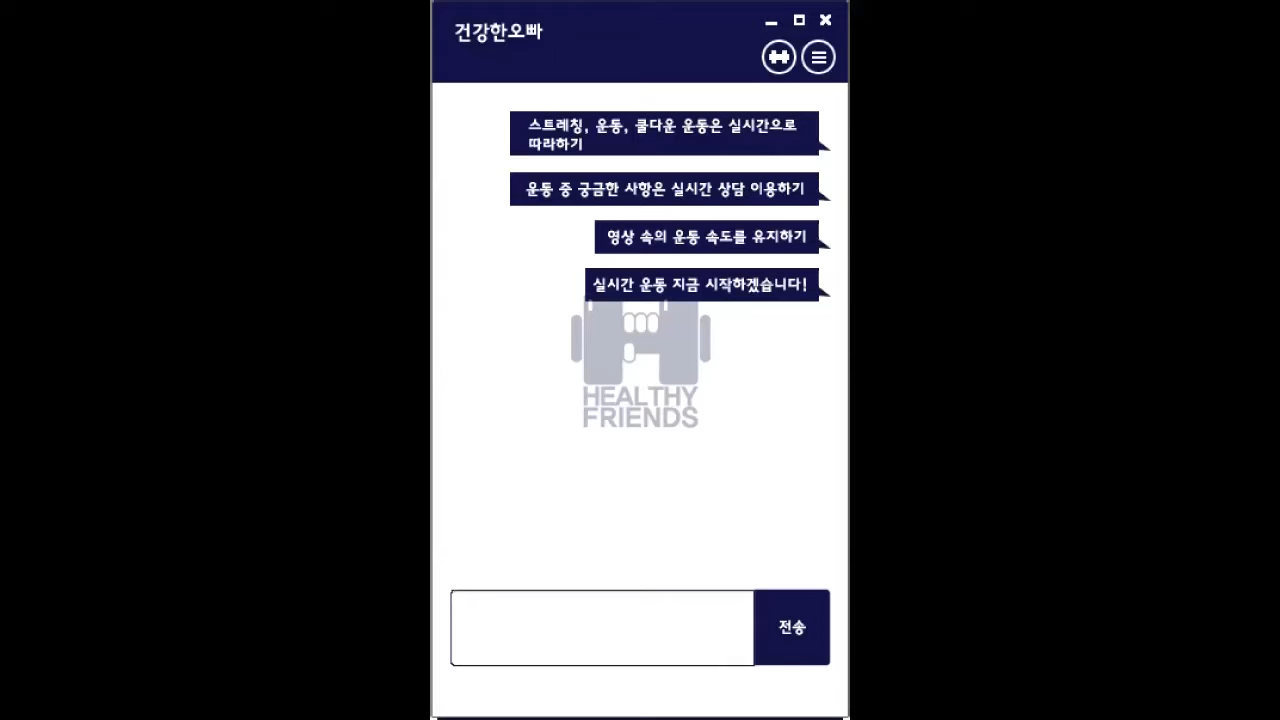 건강한오빠
스트레칭, 운동, 쿨다운 운동은 실시간으로
따라하기
운동 중 궁금한 사항은 실시간 상담 이용하기
영상 속의 운동 속도를 유지하기
실시간 운동 지금 시작하겠습니다!
HEALTHY
FRIENDS
전송